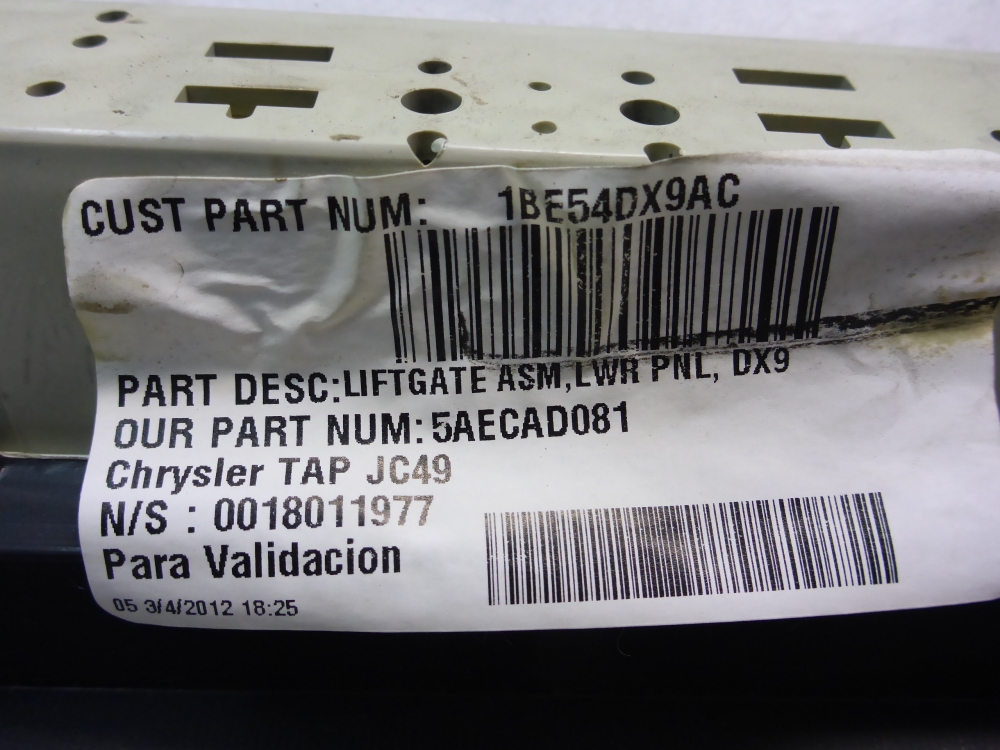 CUST PART NUM: 1BE54DX9AC
PART DESC:LIFTGATE ASM,LWR PNL, DX9
OUR PART NUM:5AECAD081
Chrysler TAP JC49
N/S : 0018011977
Para Validacion
05 3/4/2012 18:25